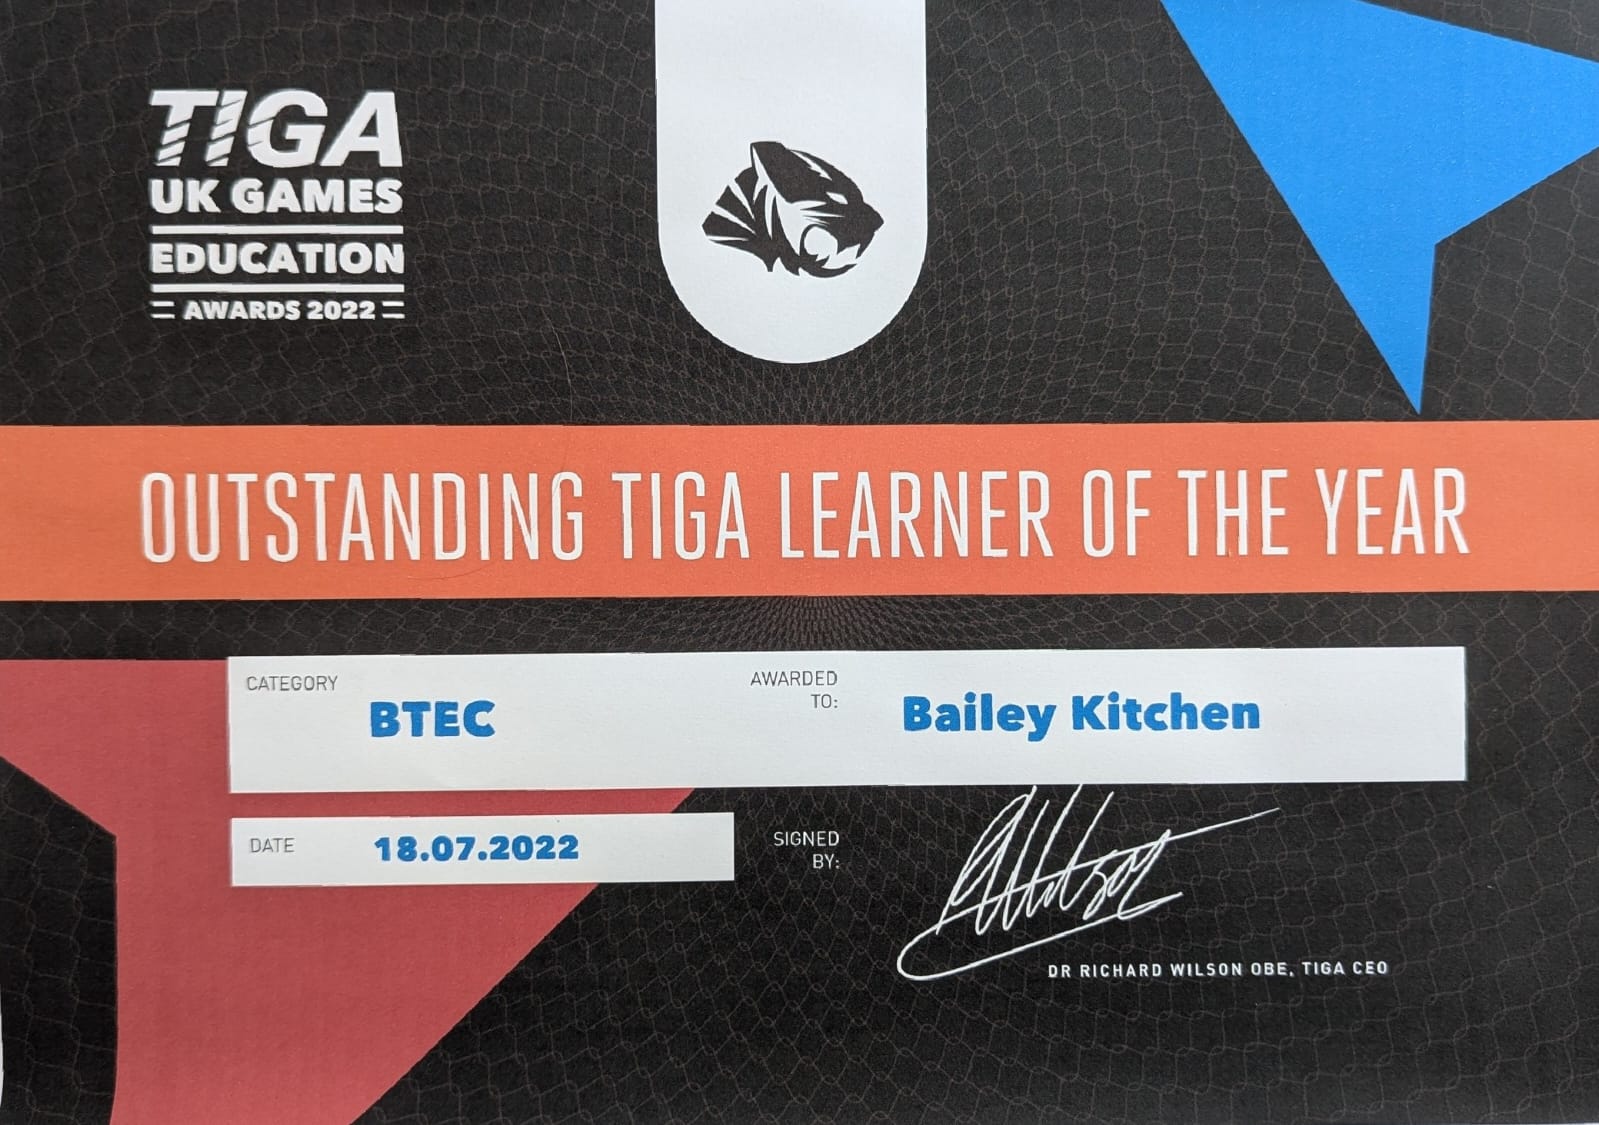 TIGA
UK GAMES
EDUCATION
AWARDS 2022
OUTSTANDING TIGA LEARNER OF THE YEAR
CATEGORY
BTEC
AWARDED
TO:
Bailey Kitchen
DATE
18.07.2022
SIGNED
BY:
DR RICHARD WILSON OBE, TIGA CEO